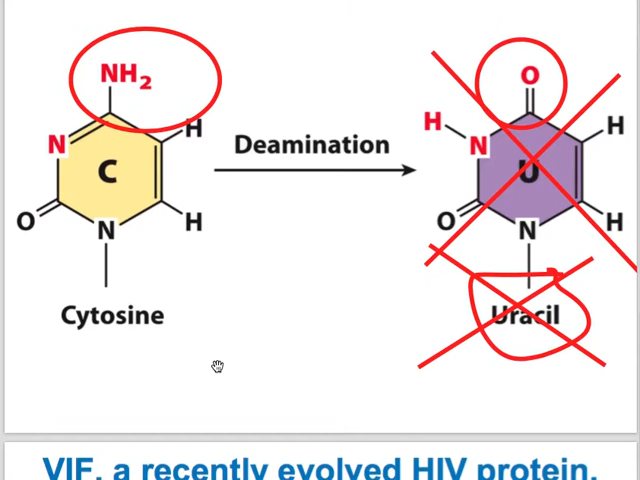 NH2
H
N
C
O
N
H
Cytosine
Deamination
O
H
N
H
U
O
N
H
Uracil
VIF, a recently evolved HIV protein,